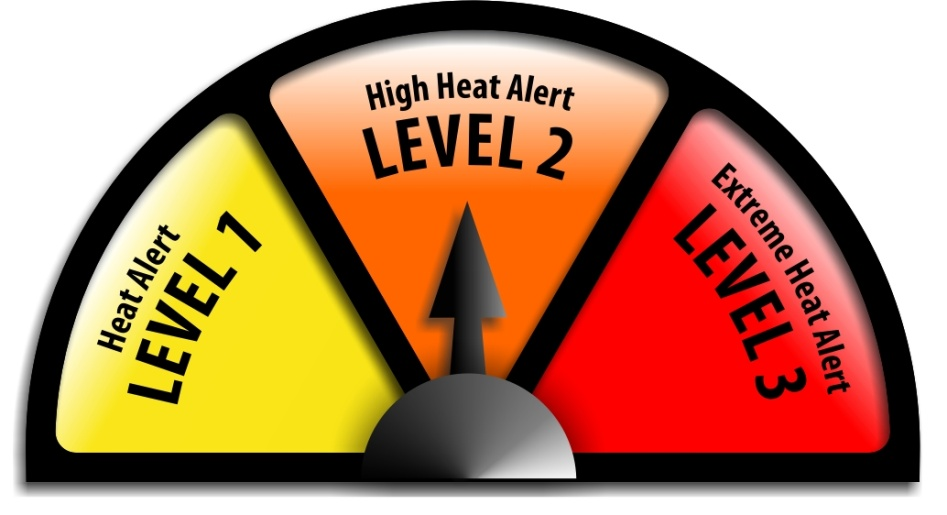 Heat Alert
LEVEL 1
High Heat Alert
LEVEL 2
Extreme Heat Alert
LEVEL 3